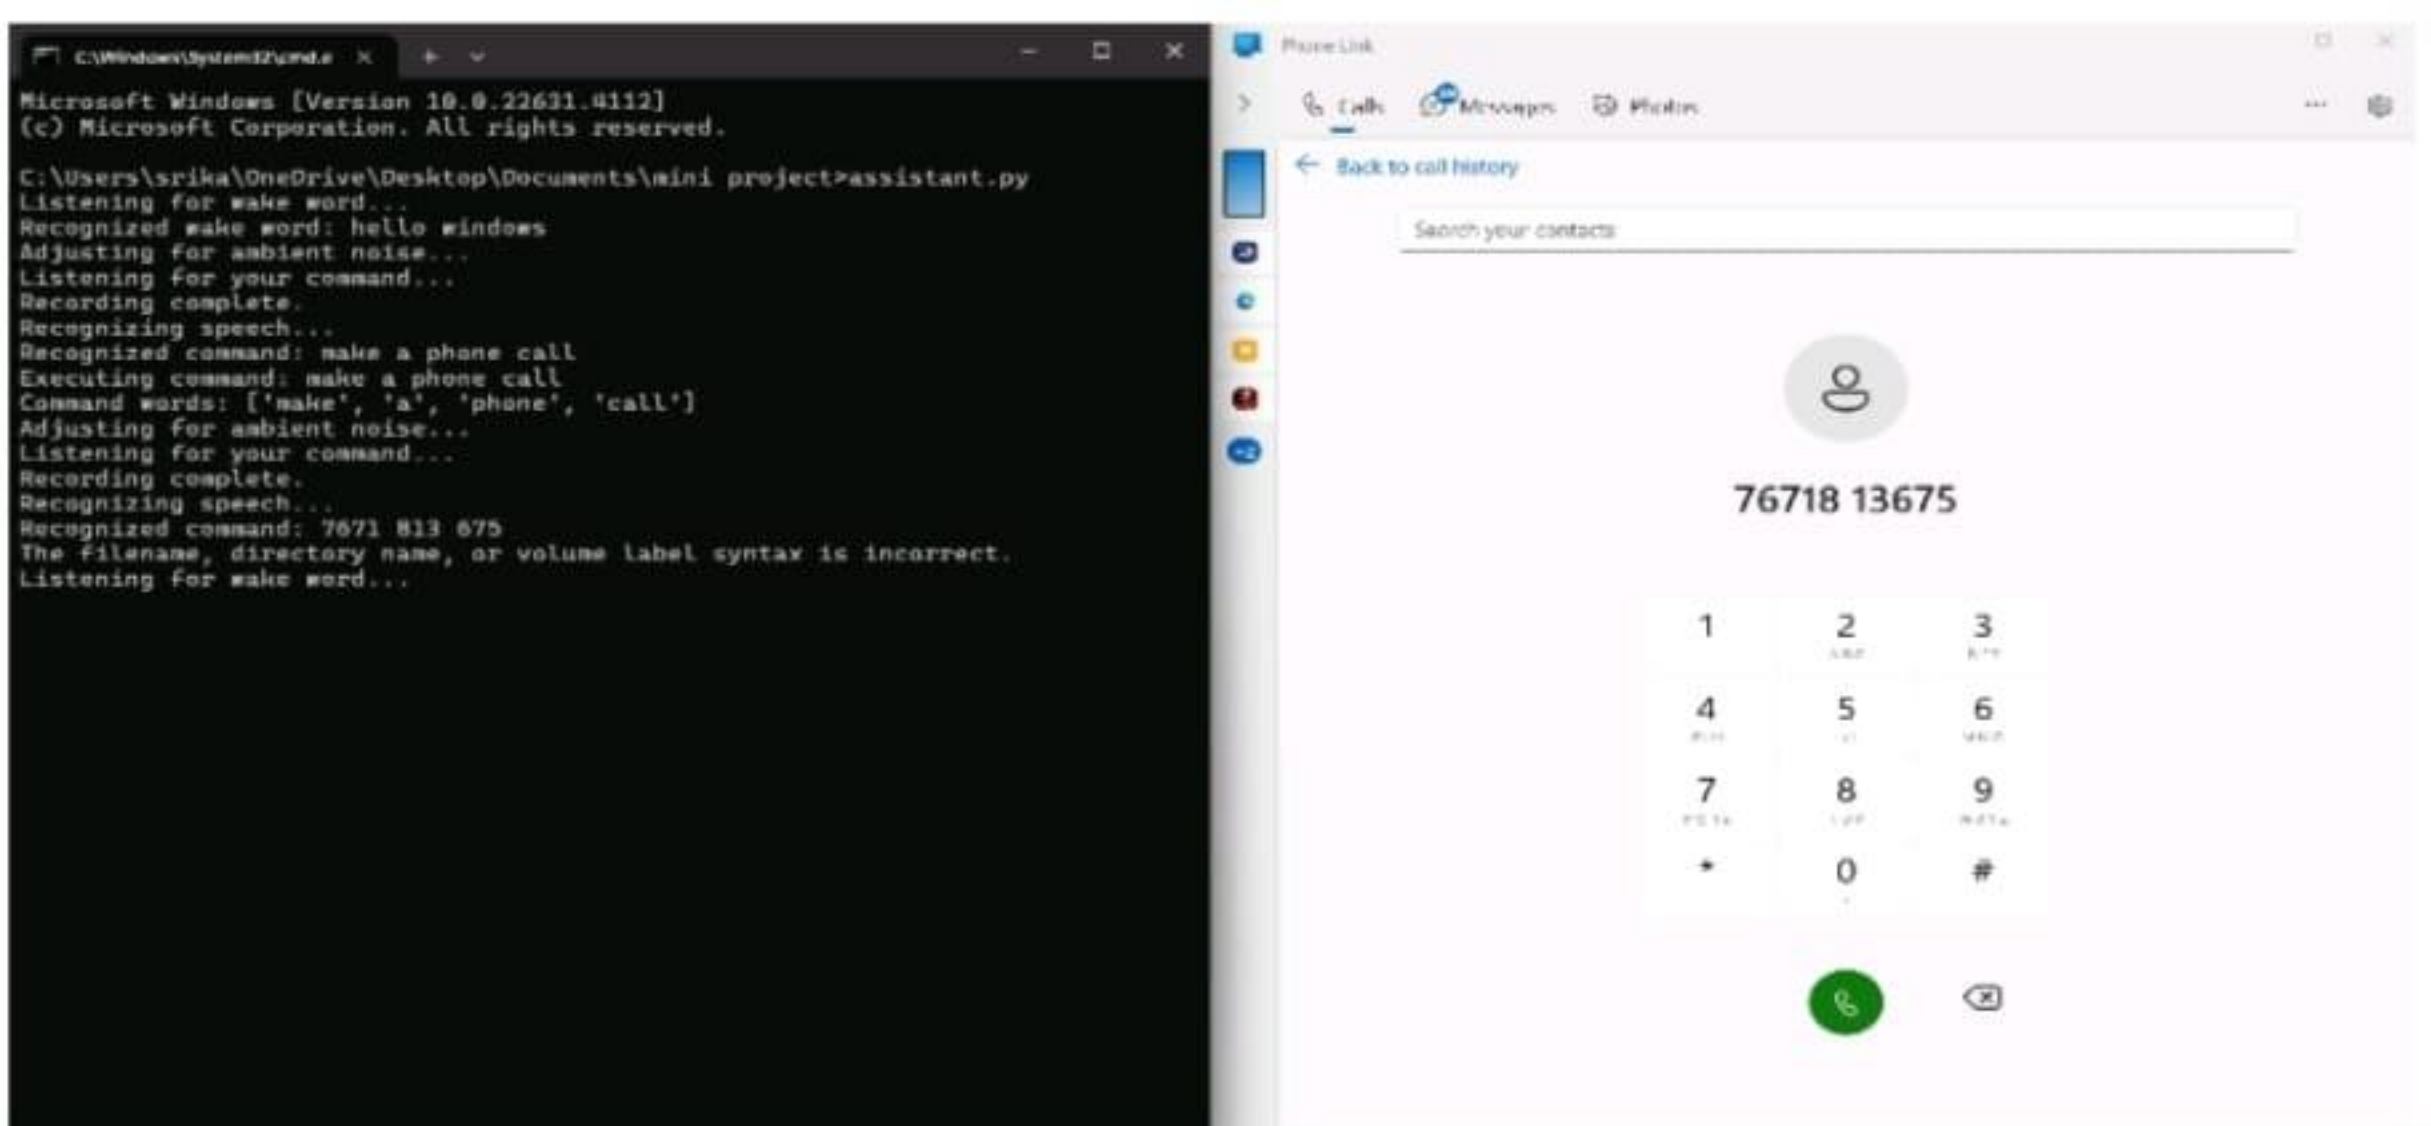 C:\Windows\System32\cmd.e
Microsoft Windows [Version 10.0.22631.4112]
(c) Microsoft Corporation. All rights reserved.
C:\Users\srika\OneDrive\Desktop\Documents\mini project>assistant.py
Listening for wake word...
Recognized wake word: hello windows
Adjusting for ambient noise...
Listening for your command...
Recording complete.
Recognizing speech...
Recognized command: make a phone call
Executing command: make a phone call
Command words: ['make', 'a', 'phone', 'call']
Adjusting for ambient noise...
Listening for your command...
Recording complete.
Recognizing speech...
Recognized command: 7671 813 675
The filename, directory name, or volume label syntax is incorrect.
Listening for wake word...
Phone Link
Calls Messages Photos
Back to call history
Search your contacts
76718 13675
1 2 3
4 5 6
7 8 9
* 0 #